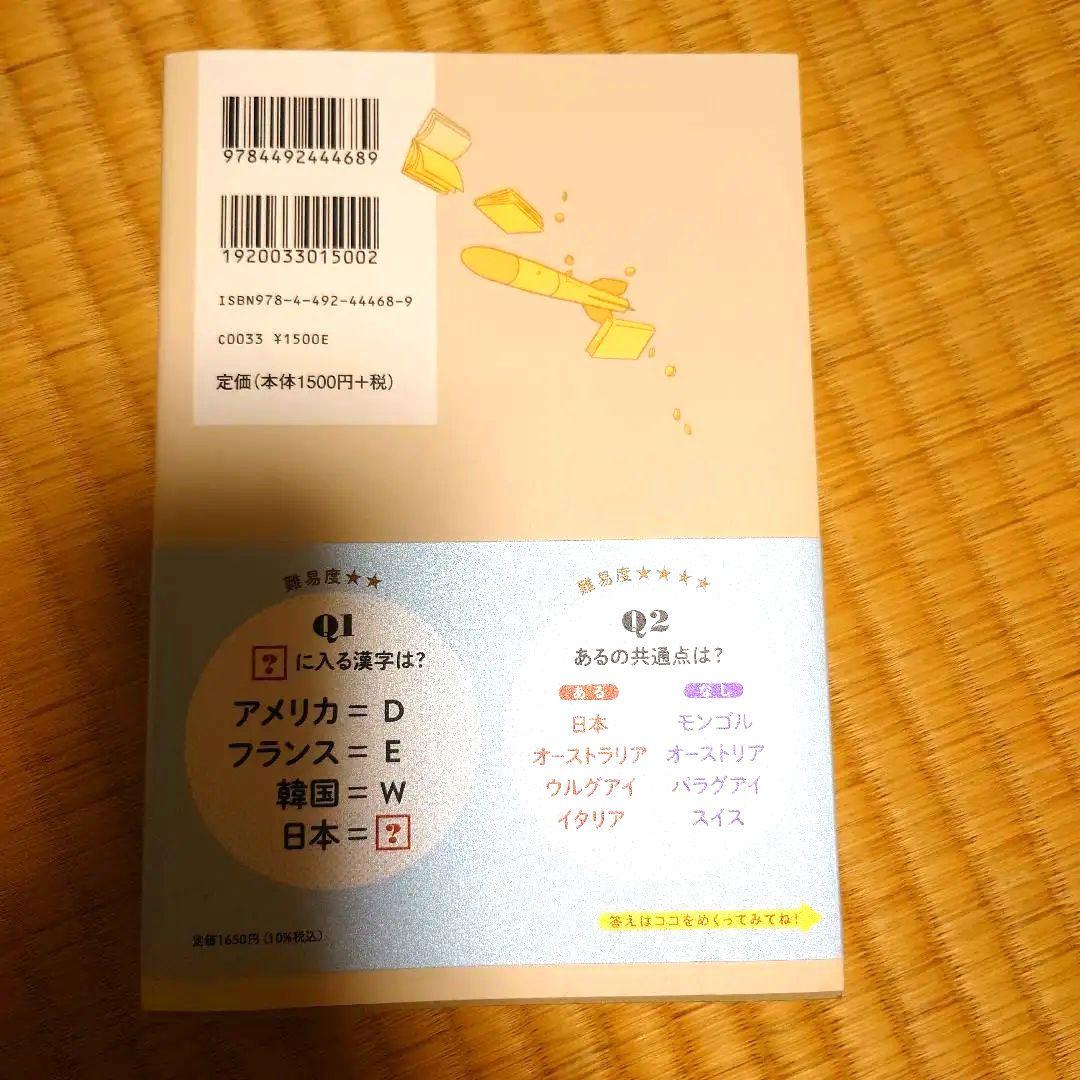 9784492444689
1920033015002
ISBN978-4-492-44468-9
C0033 ¥1500E
定価(本体1500円+税)
難易度★★
Q1
?に入る漢字は?
アメリカ = D
フランス = E
韓国 = W
日本 = ?
定価1650円(10%税込)
難易度★★★★
Q2
あるの共通点は?
ある なし
日本 モンゴル
オーストラリア オーストリア
ウルグアイ パラグアイ
イタリア スイス
答えはココをめくってみてね!